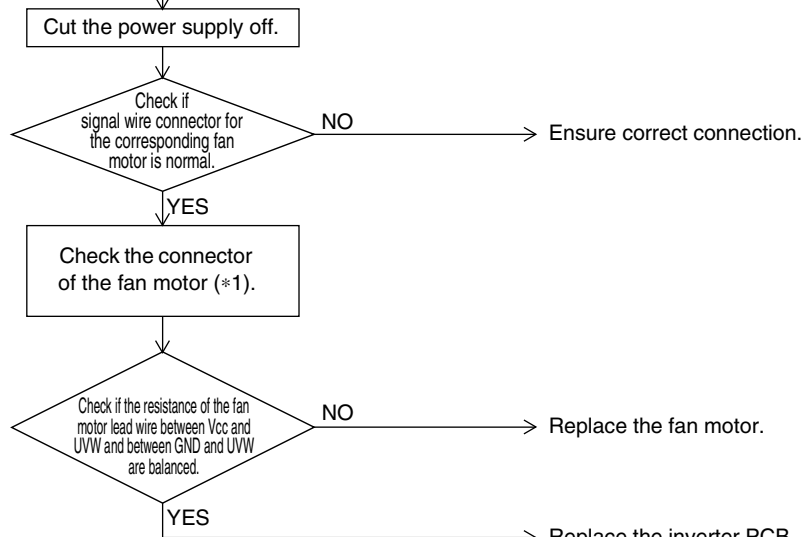 Cut the power supply off.
Check if
signal wire connector for
the corresponding fan
motor is normal.
NO
Ensure correct connection.
YES
Check the connector
of the fan motor (*1).
Check if the resistance of the fan
motor lead wire between Vcc and
UVW and between GND and UVW
are balanced.
NO
Replace the fan motor.
YES
Replace the inverter PCB.